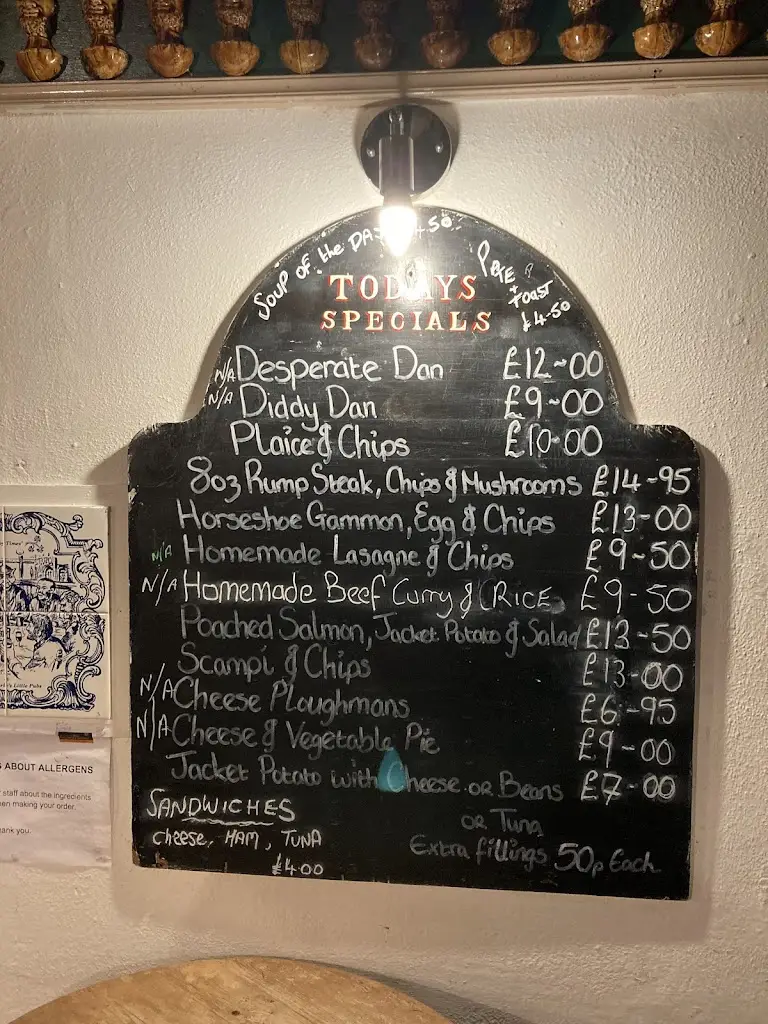 SOUP OF the DAY 4-50
PATE + TOAST £4-50
TODAYS
SPECIALS
N/A Desperate Dan £12-00
N/A Diddy Dan £9-00
Plaice & Chips £10-00
8oz Rump Steak, Chips & Mushrooms £14-95
Horseshoe Gammon, Egg & Chips £13-00
N/A Homemade Lasagne & Chips £9-50
N/A Homemade Beef Curry & RICE £9-50
Poached Salmon, Jacket Potato & Salad £13-50
Scampi & Chips £13-00
N/A Cheese Ploughmans £6-95
N/A Cheese & Vegetable Pie £9-00
Jacket Potato with Cheese or Beans £7-00
or Tuna
Extra fillings 50p Each
SANDWICHES
Cheese, HAM, TUNA
£4.00
ABOUT ALLERGENS
staff about the ingredients
making your order.